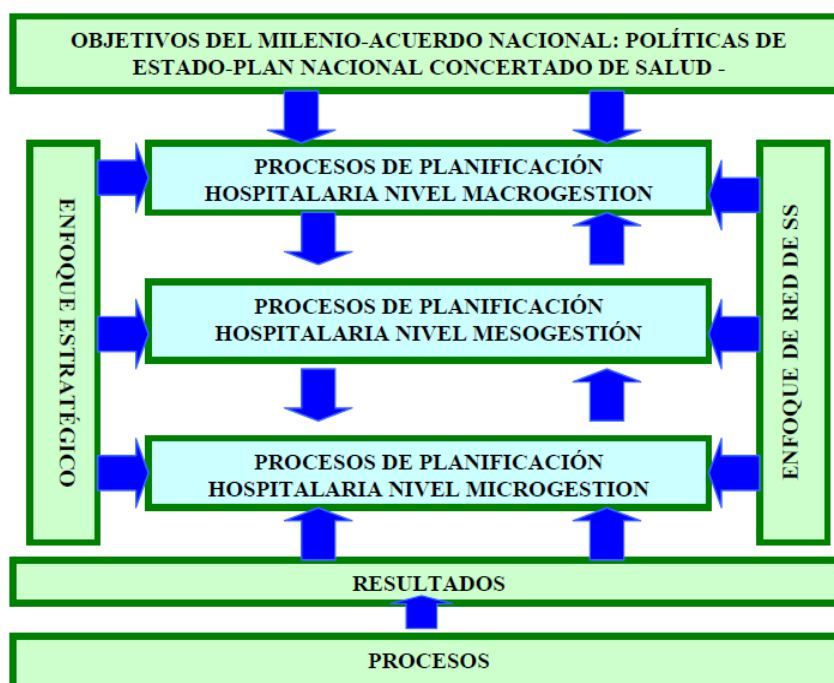 OBJETIVOS DEL MILENIO-ACUERDO NACIONAL: POLÍTICAS DE
ESTADO-PLAN NACIONAL CONCERTADO DE SALUD -
ENFOQUE ESTRATÉGICO
PROCESOS DE PLANIFICACIÓN
HOSPITALARIA NIVEL MACROGESTION
PROCESOS DE PLANIFICACIÓN
HOSPITALARIA NIVEL MESOGESTIÓN
PROCESOS DE PLANIFICACIÓN
HOSPITALARIA NIVEL MICROGESTION
ENFOQUE DE RED DE SS
RESULTADOS
PROCESOS